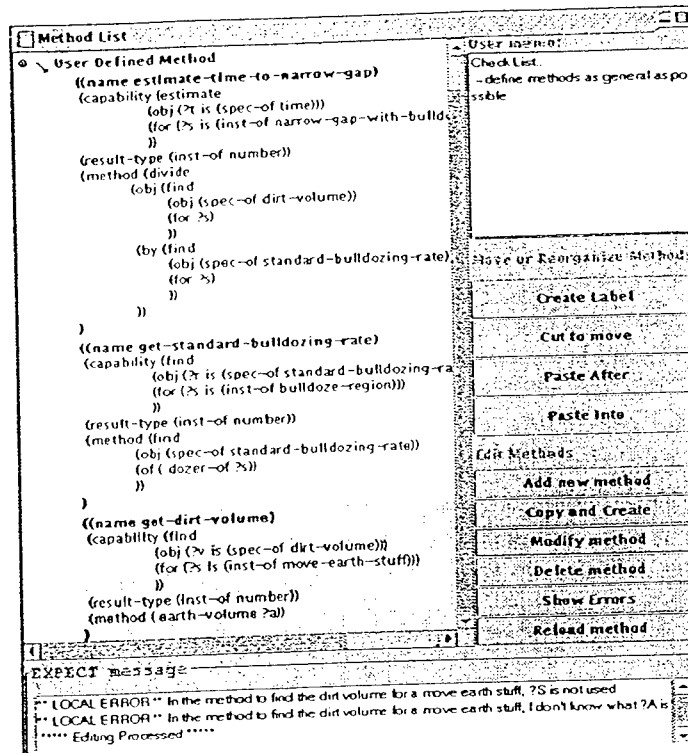 Method List
User Defined Method
((name estimate-time-to-narrow-gap)
(capability (estimate
(obj (?t is (spec-of time)))
(for (?s is (inst-of narrow-gap-with-bulld
))
(result-type (inst-of number))
(method (divide
(obj (find
(obj (spec-of dirt-volume))
(for ?s)
))
(by (find
(obj (spec-of standard-bulldozing-rate)
(for ?s)
))
))
)
((name get-standard-bulldozing-rate)
(capability (find
(obj (?r is (spec-of standard-bulldozing-ra
(for (?s is (inst-of bulldoze-region)))
))
(result-type (inst-of number))
(method (find
(obj (spec-of standard-bulldozing-rate))
(of ( dozer-of ?s))
))
)
((name get-dirt-volume)
(capability (find
(obj (?v is (spec-of dirt-volume)))
(for (?s is (inst-of move-earth-stuff)))
))
(result-type (inst-of number))
(method ( earth-volume ?a))
)
User memo:
Check List..
- define methods as general as po
ssible
Move or Reorganize Method
Create Label
Cut to move
Paste After
Paste Into
Edit Methods
Add new method
Copy and Create
Modify method
Delete method
Show Errors
Reload method
EXPECT message
** LOCAL ERROR ** In the method to find the dirt volume for a move earth stuff, ?S is not used
** LOCAL ERROR ** In the method to find the dirt volume for a move earth stuff, I don't know what ?A is
***** Editing Processed *****